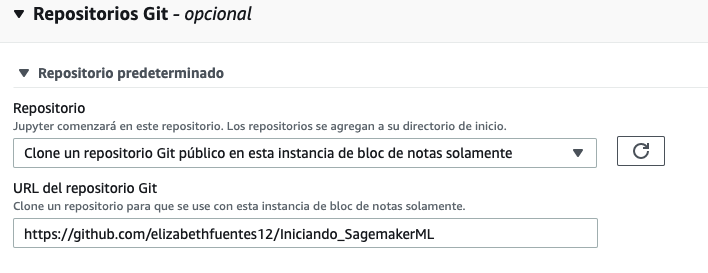 Repositorios Git - opcional
Repositorio predeterminado
Repositorio
Jupyter comenzará en este repositorio. Los repositorios se agregan a su directorio de inicio.
Clone un repositorio Git público en esta instancia de bloc de notas solamente
URL del repositorio Git
Clone un repositorio para que se use con esta instancia de bloc de notas solamente.
https://github.com/elizabethfuentes12/Iniciando_SagemakerML